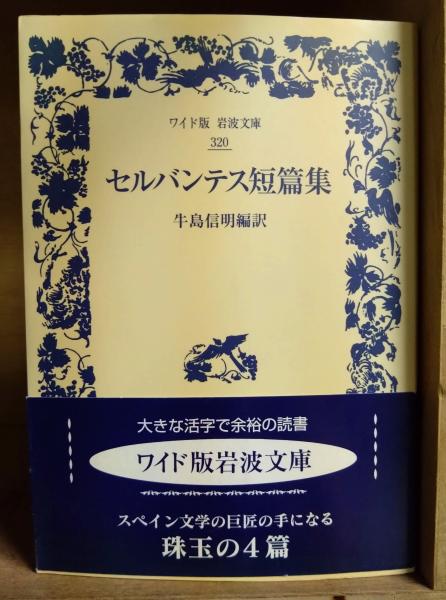 ワイド版 岩波文庫
320
セルバンテス短篇集
牛島信明編訳
大きな活字で余裕の読書
ワイド版岩波文庫
スペイン文学の巨匠の手になる
珠玉の4篇